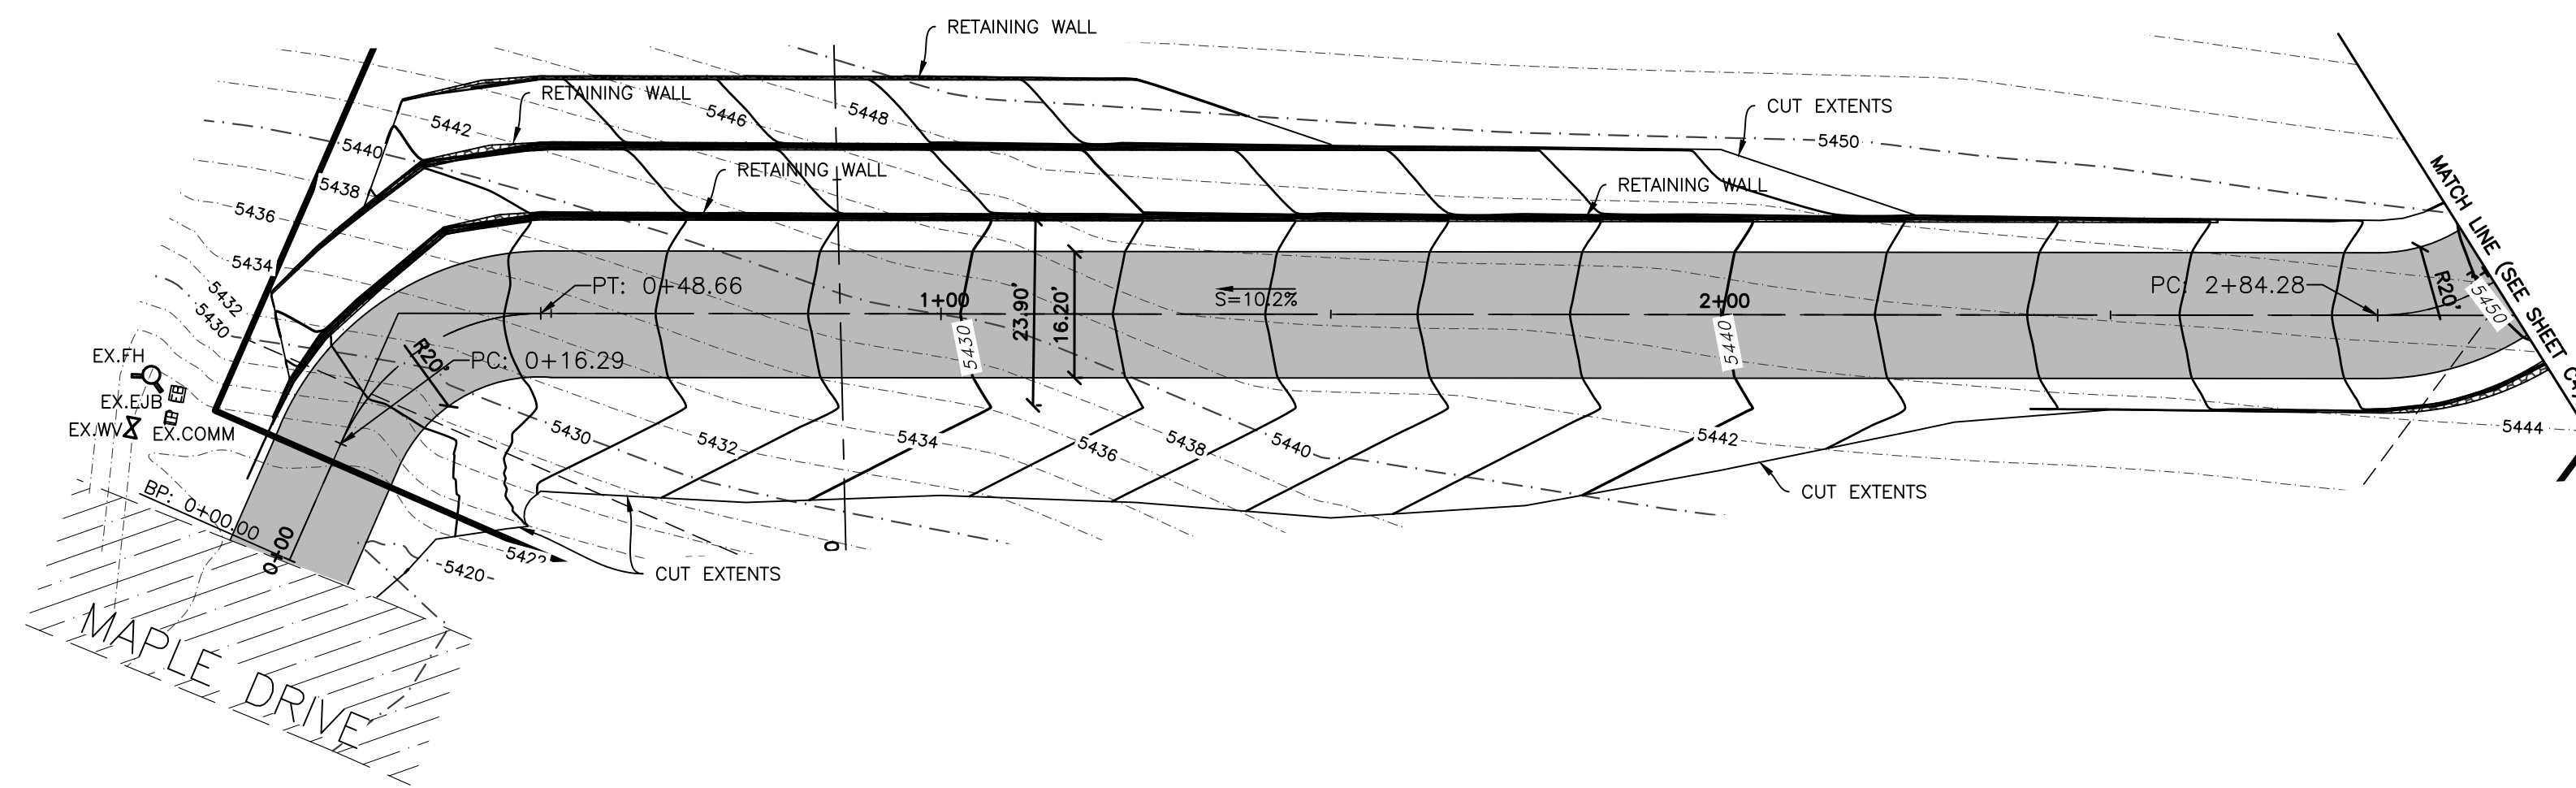 RETAINING WALL
RETAINING WALL
CUT EXTENTS
5442
5446
5448
5450
5440
RETAINING WALL
RETAINING WALL
5438
5436
MATCH LINE (SEE SHEET
5434
5432
5430
PT: 0+48.66
1+00
23.90'
16.20'
S=10.2%
2+00
PC: 2+84.28
R20'
5450
5430
5440
EX.FH
R20'
PC: 0+16.29
EX.EJB
EX.WV
EX.COMM
5430
5432
5434
5436
5438
5440
5442
5444
BP: 0+00.00
0+00
CUT EXTENTS
0
5420
CUT EXTENTS
MAPLE DRIVE